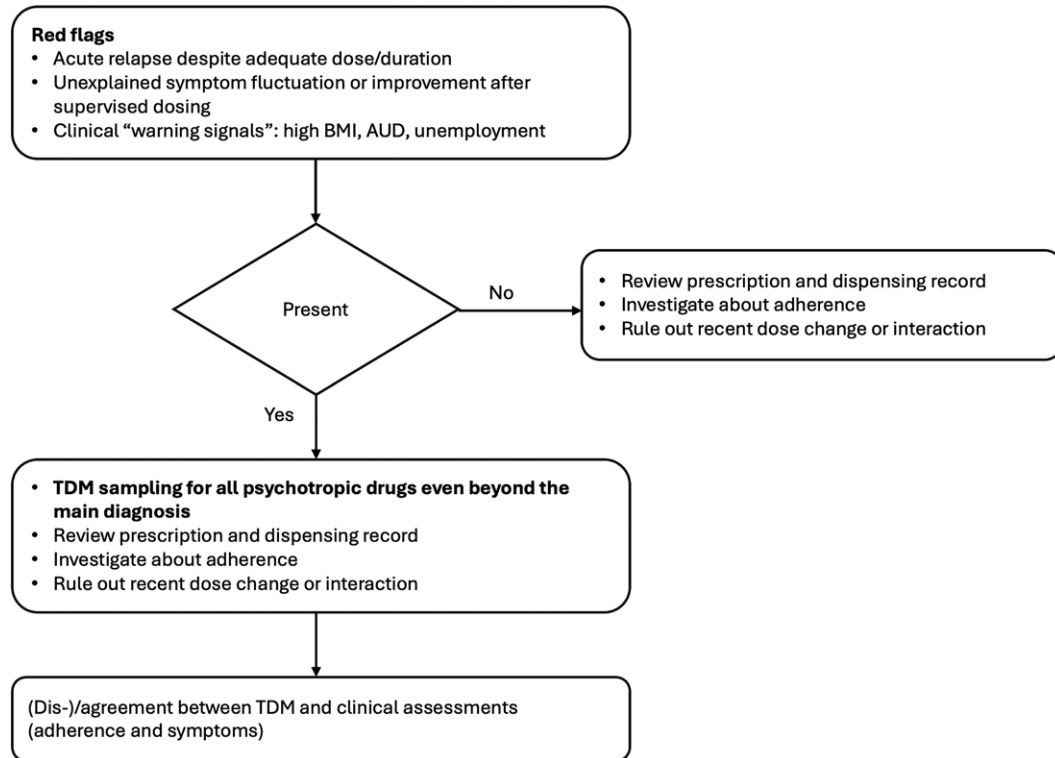 Red flags
• Acute relapse despite adequate dose/duration
• Unexplained symptom fluctuation or improvement after
supervised dosing
• Clinical “warning signals”: high BMI, AUD, unemployment
Present
No
• Review prescription and dispensing record
• Investigate about adherence
• Rule out recent dose change or interaction
Yes
• TDM sampling for all psychotropic drugs even beyond the
main diagnosis
• Review prescription and dispensing record
• Investigate about adherence
• Rule out recent dose change or interaction
(Dis-)/agreement between TDM and clinical assessments
(adherence and symptoms)